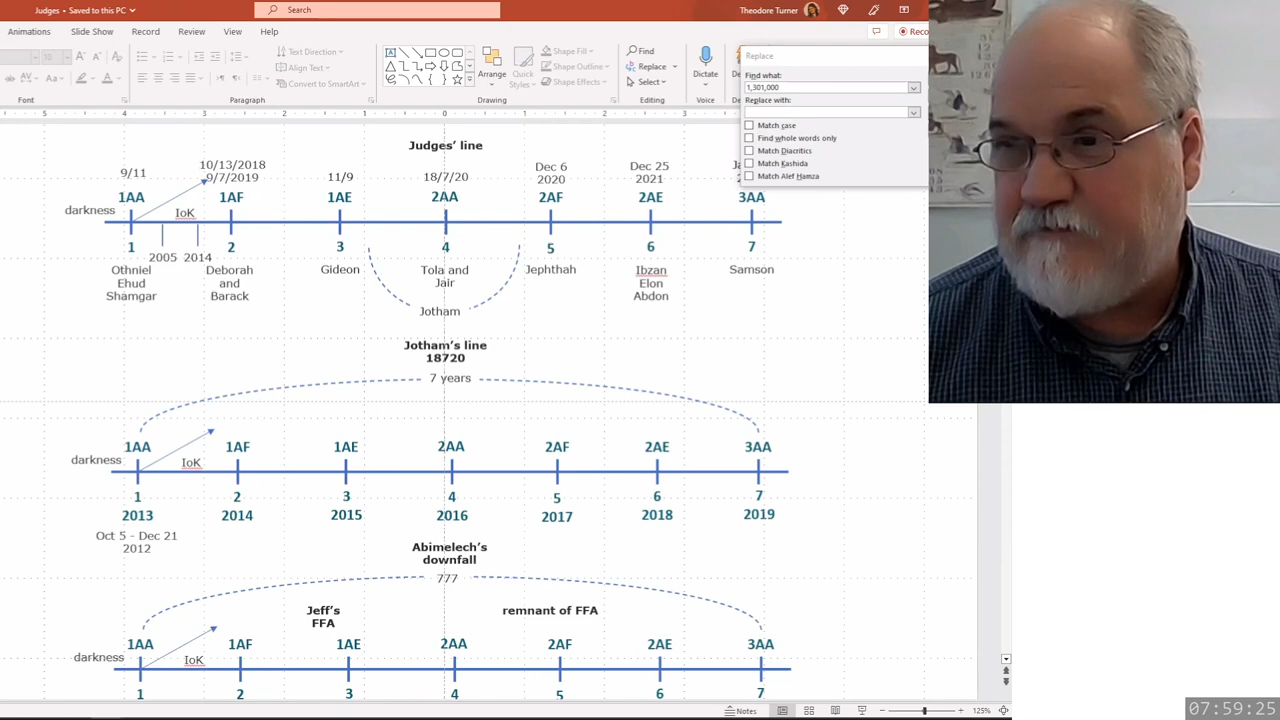 Judges • Saved to this PC
Search
Theodore Turner
Animations
Slide Show
Record
Review
View
Help
Reco
Text Direction
Align Text
Convert to SmartArt
Arrange
Quick
Styles
Shape Fill
Shape Outline
Shape Effects
Find
Replace
Select
Dictate
Font
Paragraph
Drawing
Editing
Voice
Replace
Find what:
1,301,000
Replace with:
Match case
Find whole words only
Match Diacritics
Match Kashida
Match Alef Hamza
Judges’ line
9/11
10/13/2018
9/7/2019
11/9
18/7/20
Dec 6
2020
Dec 25
2021
1AA 1AF 1AE 2AA 2AF 2AE 3AA
darkness
IoK
1 2 3 4 5 6 7
2005 2014
Othniel
Ehud
Shamgar
Deborah
and
Barack
Gideon
Tola and
Jair
Jephthah
Ibzan
Elon
Abdon
Samson
Jotham
Jotham’s line
18720
7 years
1AA 1AF 1AE 2AA 2AF 2AE 3AA
darkness
IoK
1 2 3 4 5 6 7
2013 2014 2015 2016 2017 2018 2019
Oct 5 - Dec 21
2012
Abimelech’s
downfall
777
Jeff’s
FFA
remnant of FFA
1AA 1AF 1AE 2AA 2AF 2AE 3AA
darkness
IoK
1 2 3 4 5 6 7
Notes
125%
07:59:25